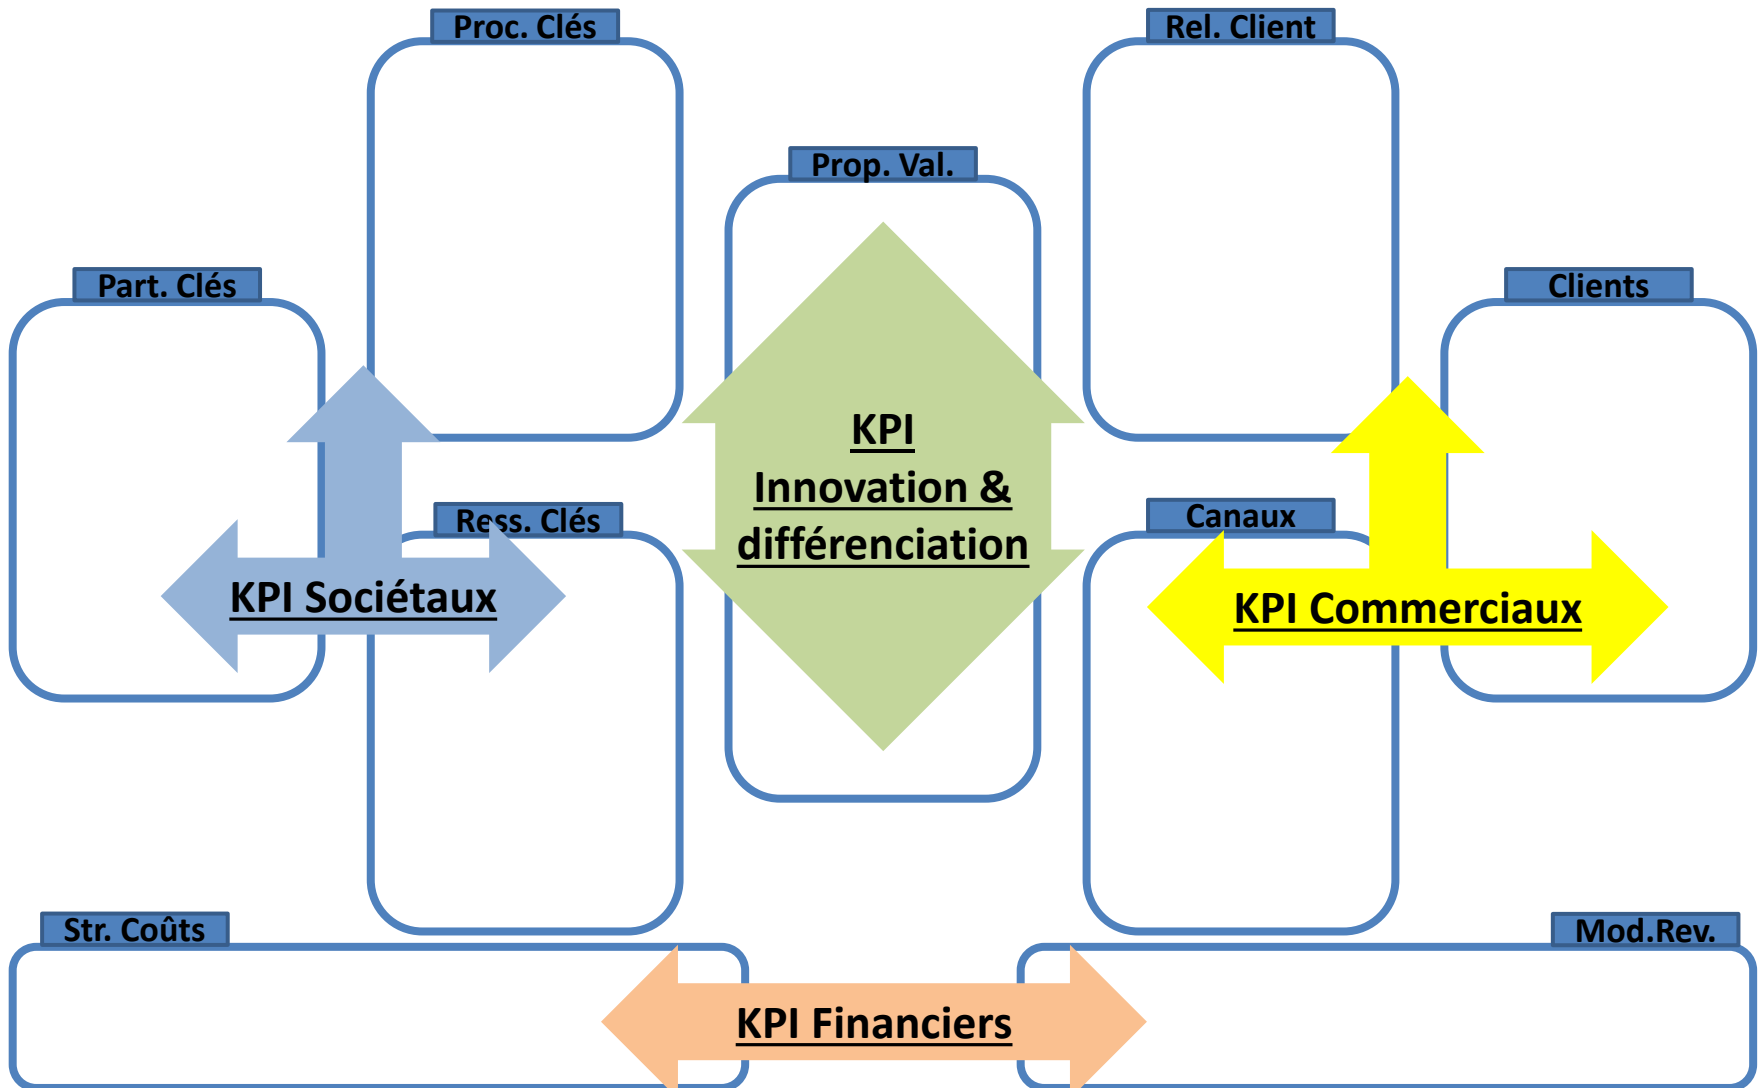 Proc. Clés
Rel. Client
Prop. Val.
Part. Clés
Clients
KPI
Innovation &
différenciation
Ress. Clés
Canaux
KPI Sociétaux
KPI Commerciaux
Str. Coûts
Mod.Rev.
KPI Financiers